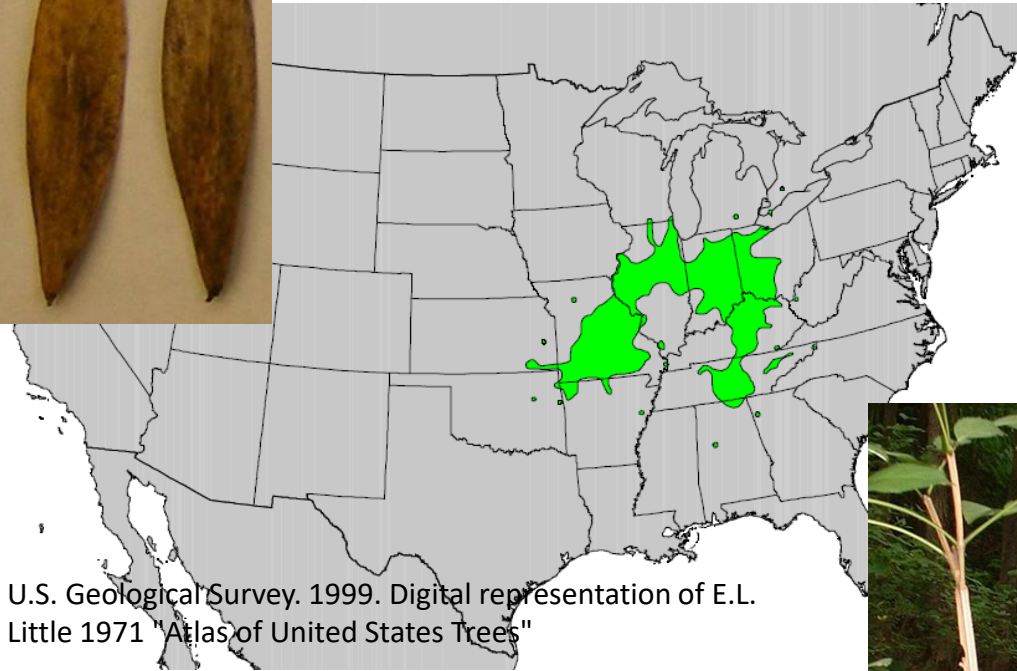 U.S. Geological Survey. 1999. Digital representation of E.L.
Little 1971 "Atlas of United States Trees"